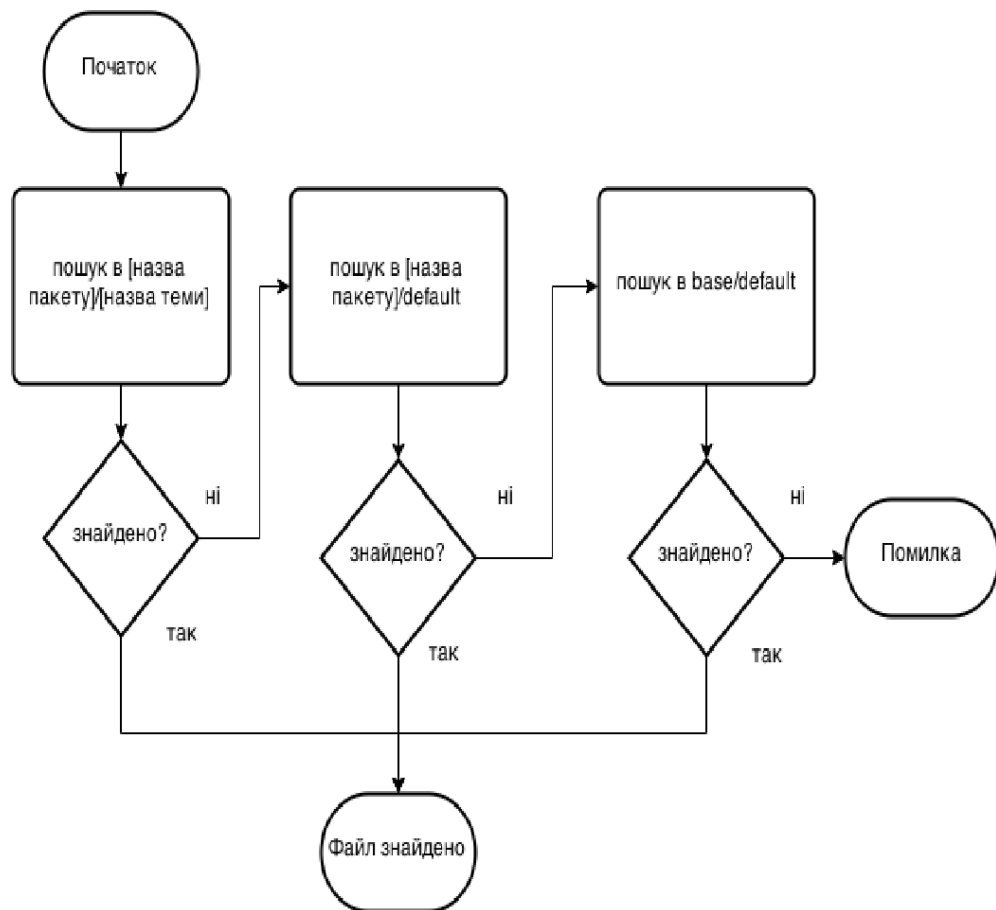 Початок
пошук в [назва
пакету]/[назва теми]
пошук в [назва
пакету]/default
пошук в base/default
знайдено?
ні
так
знайдено?
ні
так
знайдено?
ні
так
Помилка
Файл знайдено